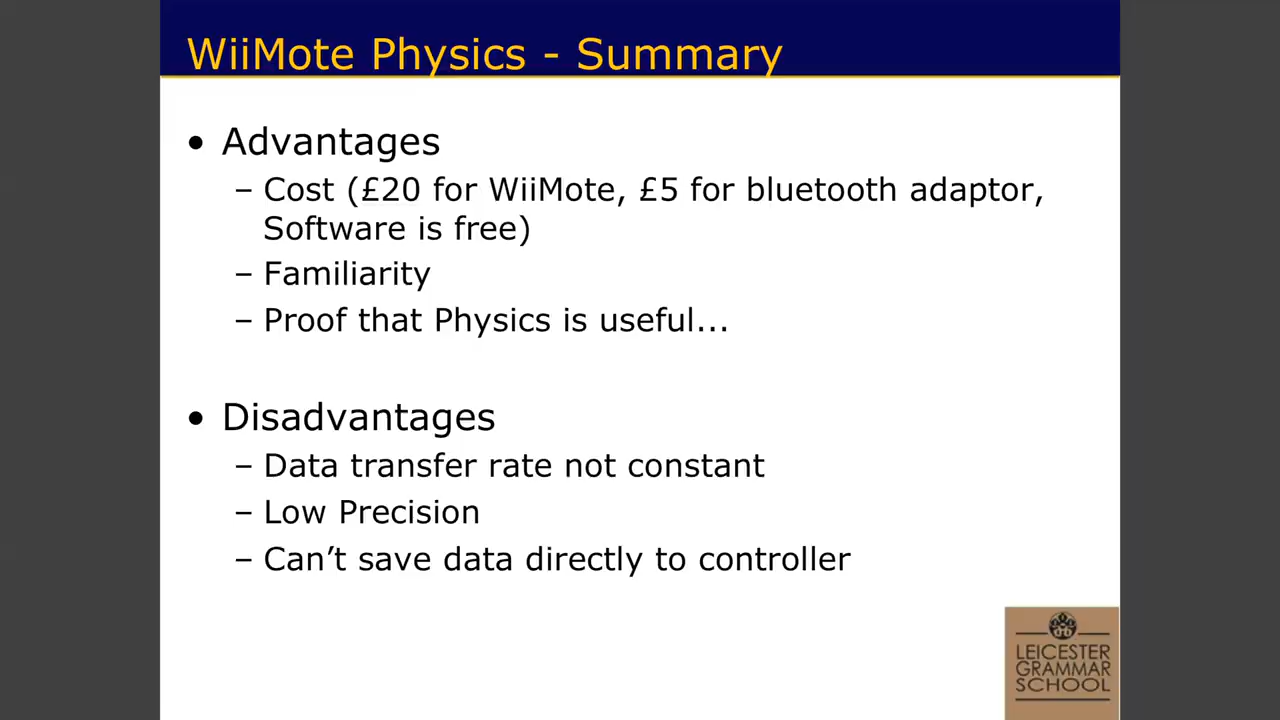 WiiMote Physics - Summary
• Advantages
– Cost (£20 for WiiMote, £5 for bluetooth adaptor,
Software is free)
– Familiarity
– Proof that Physics is useful...
• Disadvantages
– Data transfer rate not constant
– Low Precision
– Can’t save data directly to controller
LEICESTER
GRAMMAR
SCHOOL